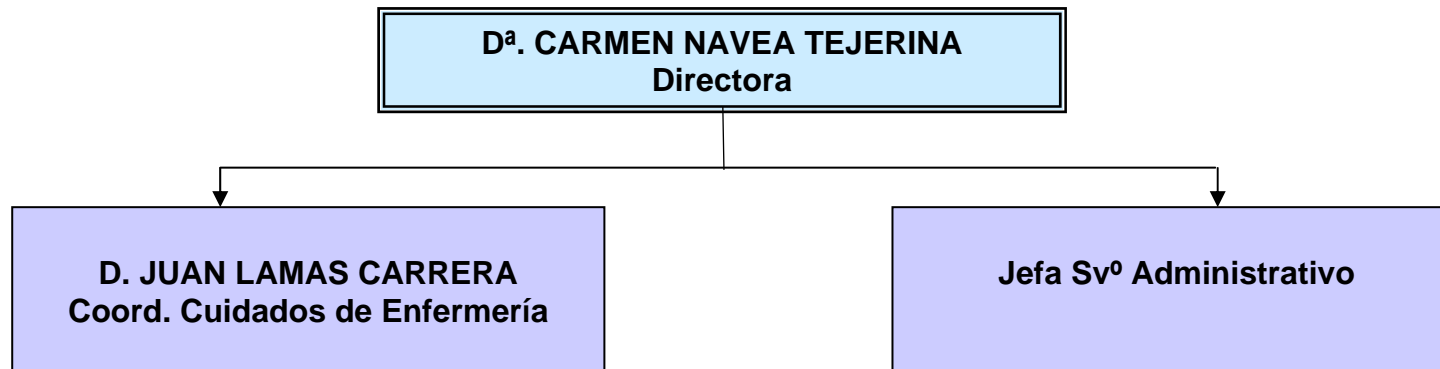 Dª. CARMEN NAVEA TEJERINA
Directora
D. JUAN LAMAS CARRERA
Coord. Cuidados de Enfermería
Jefa Svº Administrativo